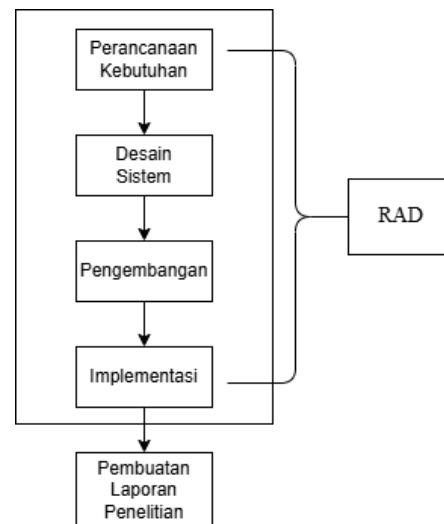 Perancanaan
Kebutuhan
Desain
Sistem
RAD
Pengembangan
Implementasi
Pembuatan
Laporan
Penelitian